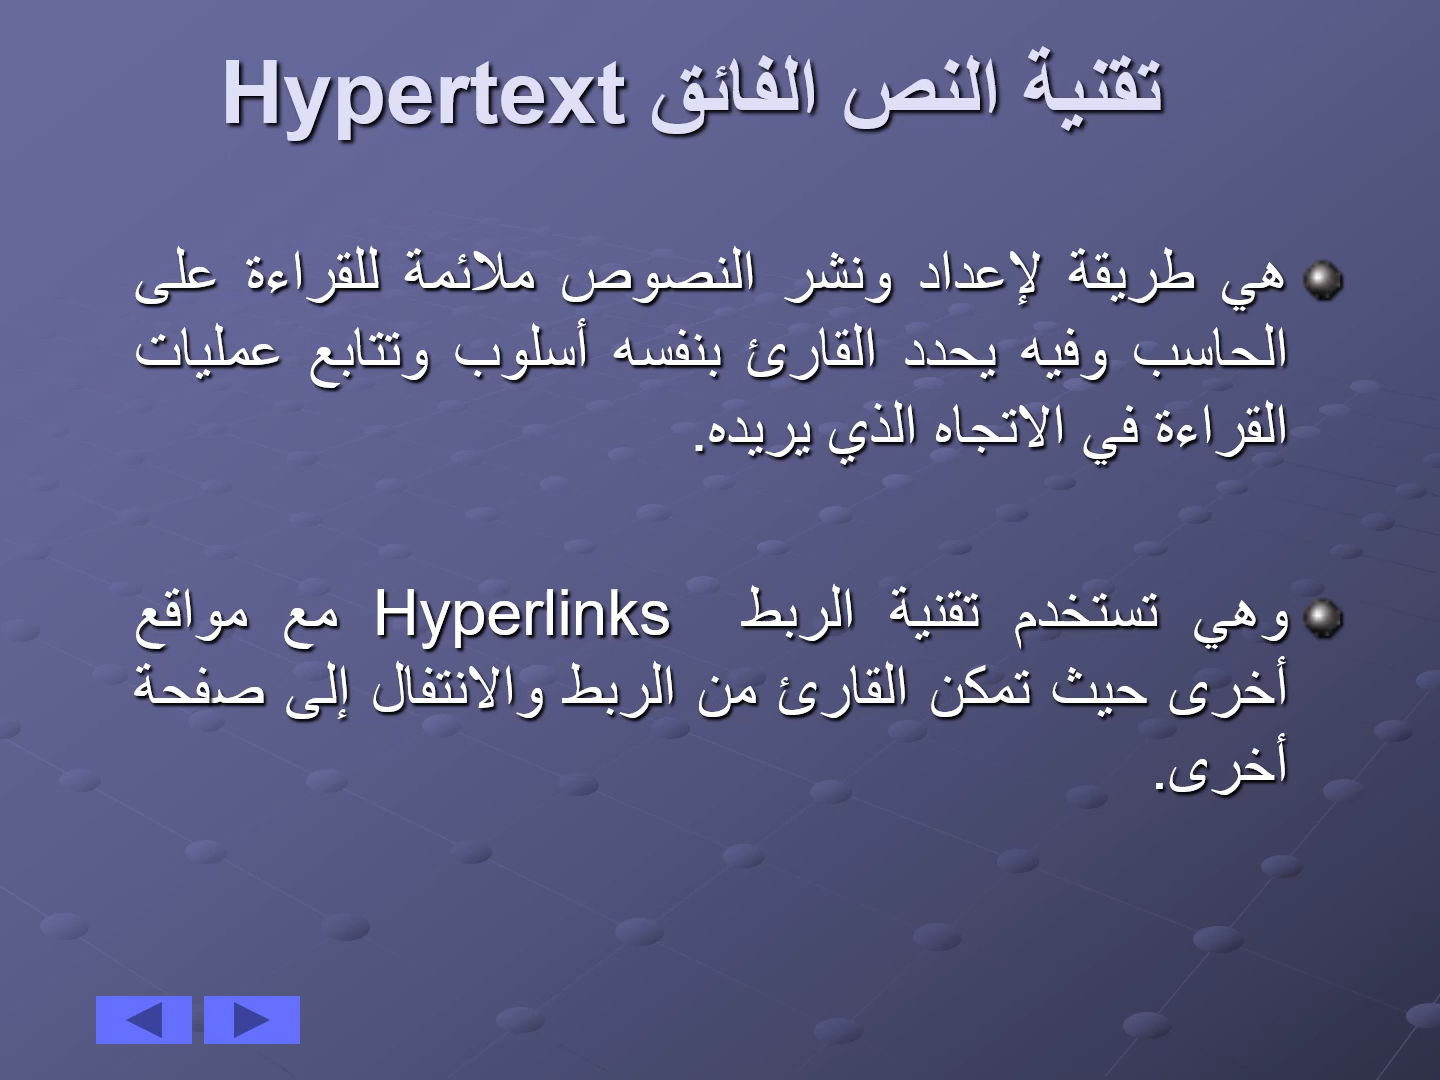 تقنية النص الفائق Hypertext
هي طريقة لإعداد ونشر النصوص ملائمة للقراءة على
الحاسب وفيه يحدد القارئ بنفسه أسلوب وتتابع عمليات
القراءة في الاتجاه الذي يريده.
وهي تستخدم تقنية الربط Hyperlinks مع مواقع
أخرى حيث تمكن القارئ من الربط والانتفال إلى صفحة
أخرى.